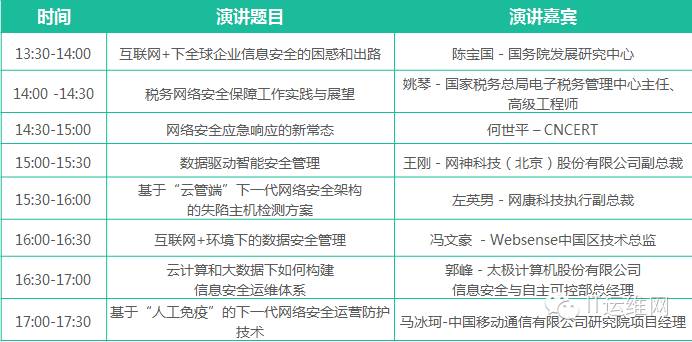 时间 演讲题目 演讲嘉宾
13:30-14:00 互联网+下全球企业信息安全的困惑和出路 陈宝国 - 国务院发展研究中心
14:00 -14:30 税务网络安全保障工作实践与展望 姚琴 - 国家税务总局电子税务管理中心主任、
高级工程师
14:30-15:00 网络安全应急响应的新常态 何世平 – CNCERT
15:00-15:30 数据驱动智能安全管理 王刚 - 网神科技（北京）股份有限公司副总裁
15:30-16:00 基于“云管端”下一代网络安全架构
的失陷主机检测方案 左英男 - 网康科技执行副总裁
16:00-16:30 互联网+环境下的数据安全管理 冯文豪 - Websense中国区技术总监
16:30-17:00 云计算和大数据下如何构建
信息安全运维体系 郭峰 - 太极计算机股份有限公司
信息安全与自主可控部总经理
17:00-17:30 基于“人工免疫”的下一代网络安全运营防护
技术 马冰珂-中国移动通信有限公司研究院项目经理
IT运维网